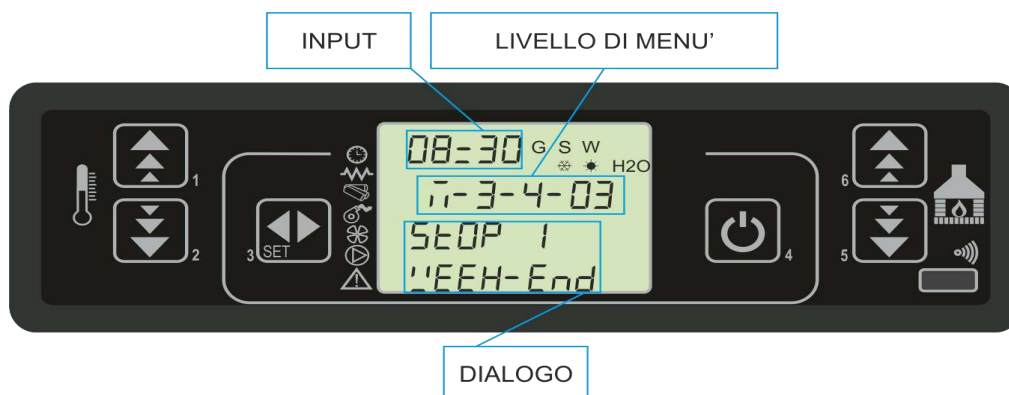 INPUT
LIVELLO DI MENU'
08:30 G S W
H2O
m-3-4-03
StOP 1
WEEK-End
DIALOGO
1
2
3 SET
4
5
6